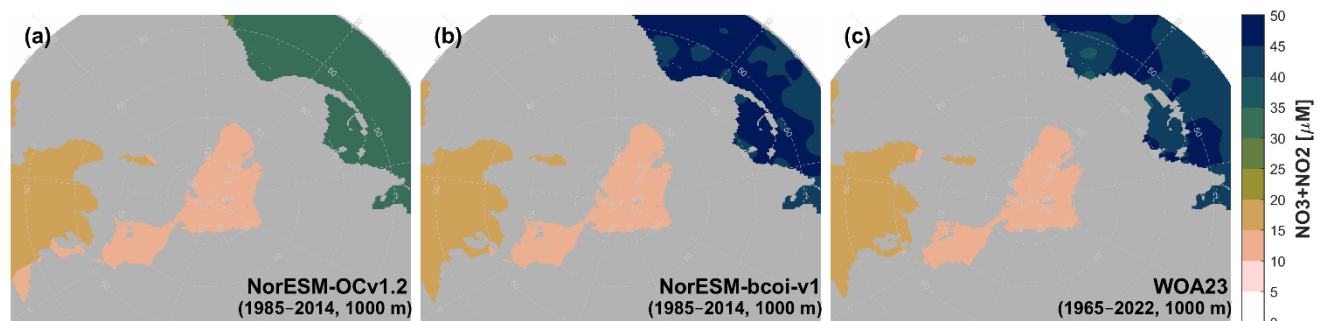 (a)
NorESM-OCv1.2
(1985–2014, 1000 m)
(b)
NorESM-bcoi-v1
(1985–2014, 1000 m)
(c)
WOA23
(1965–2022, 1000 m)
50
45
40
35
30
25
20
15
10
5
0
NO3+NO2 [μM]